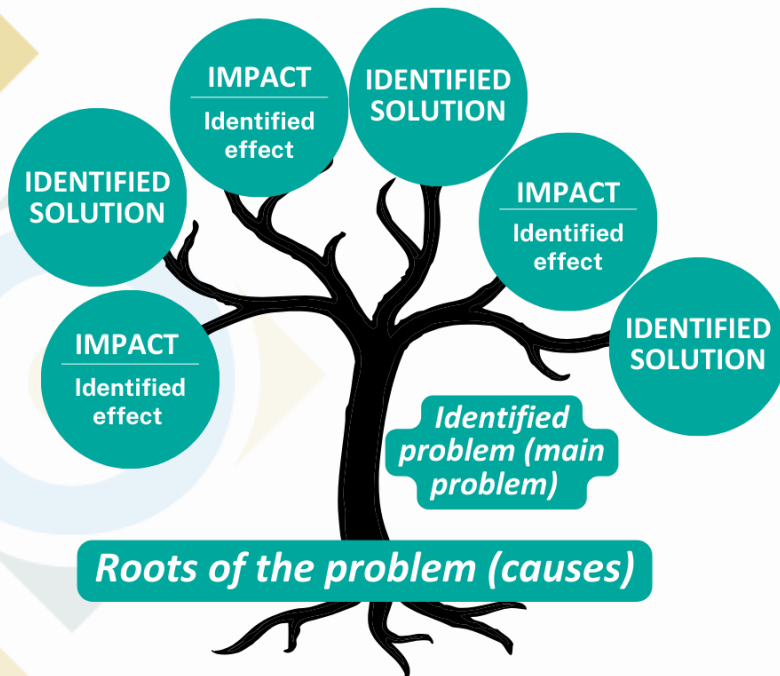 IMPACT
Identified
effect
IDENTIFIED
SOLUTION
IDENTIFIED
SOLUTION
IMPACT
Identified
effect
IMPACT
Identified
effect
IDENTIFIED
SOLUTION
Identified
problem (main
problem)
Roots of the problem (causes)